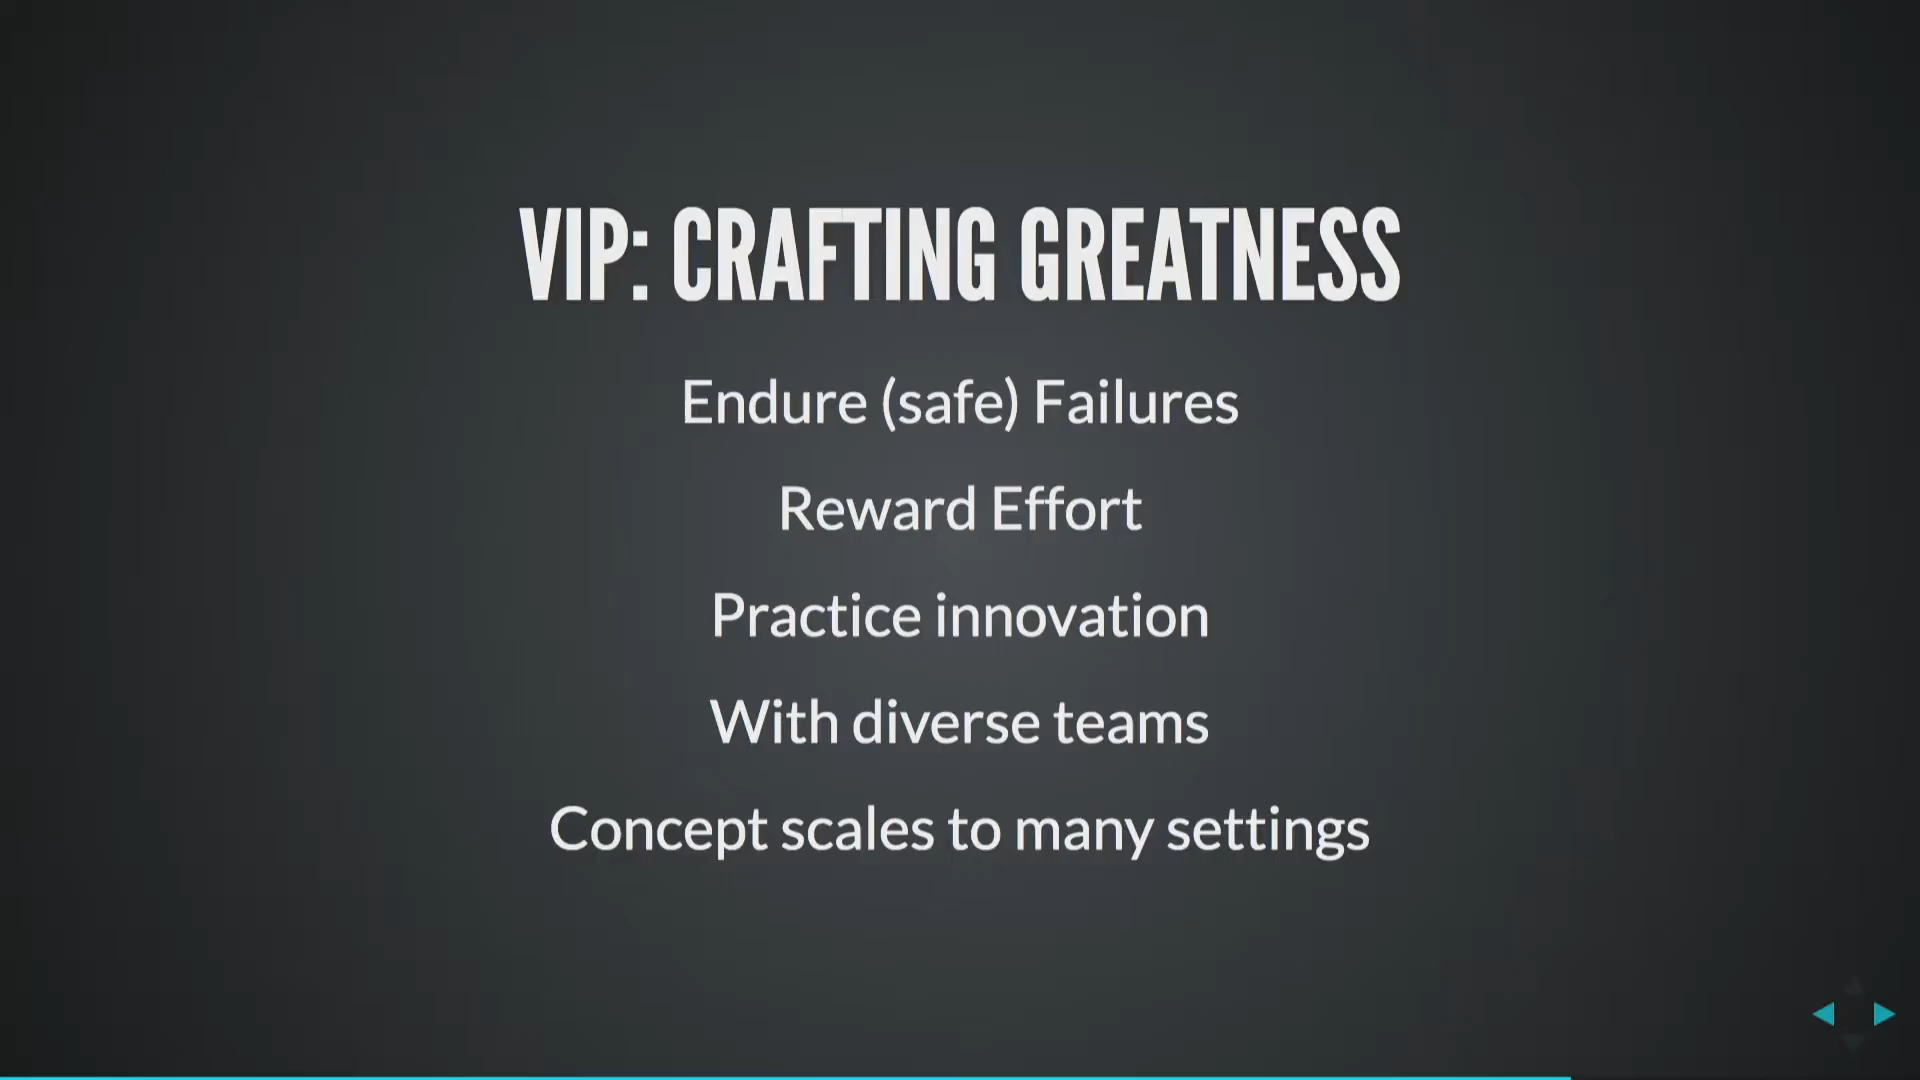 VIP: CRAFTING GREATNESS
Endure (safe) Failures
Reward Effort
Practice innovation
With diverse teams
Concept scales to many settings